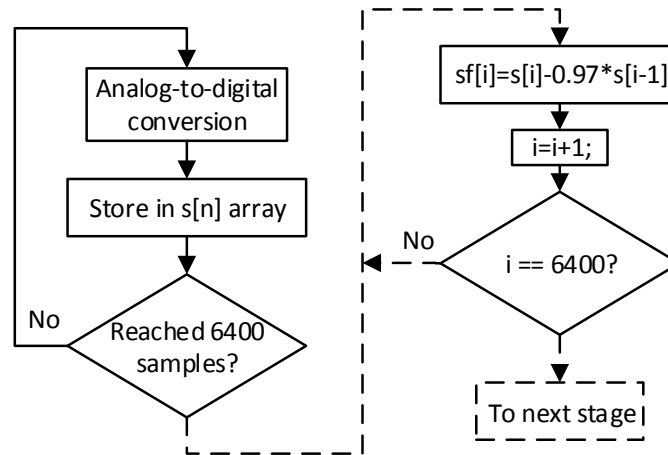 Analog-to-digital
conversion
Store in s[n] array
No
Reached 6400
samples?
sf[i]=s[i]-0.97*s[i-1]
i=i+1;
No
i == 6400?
To next stage